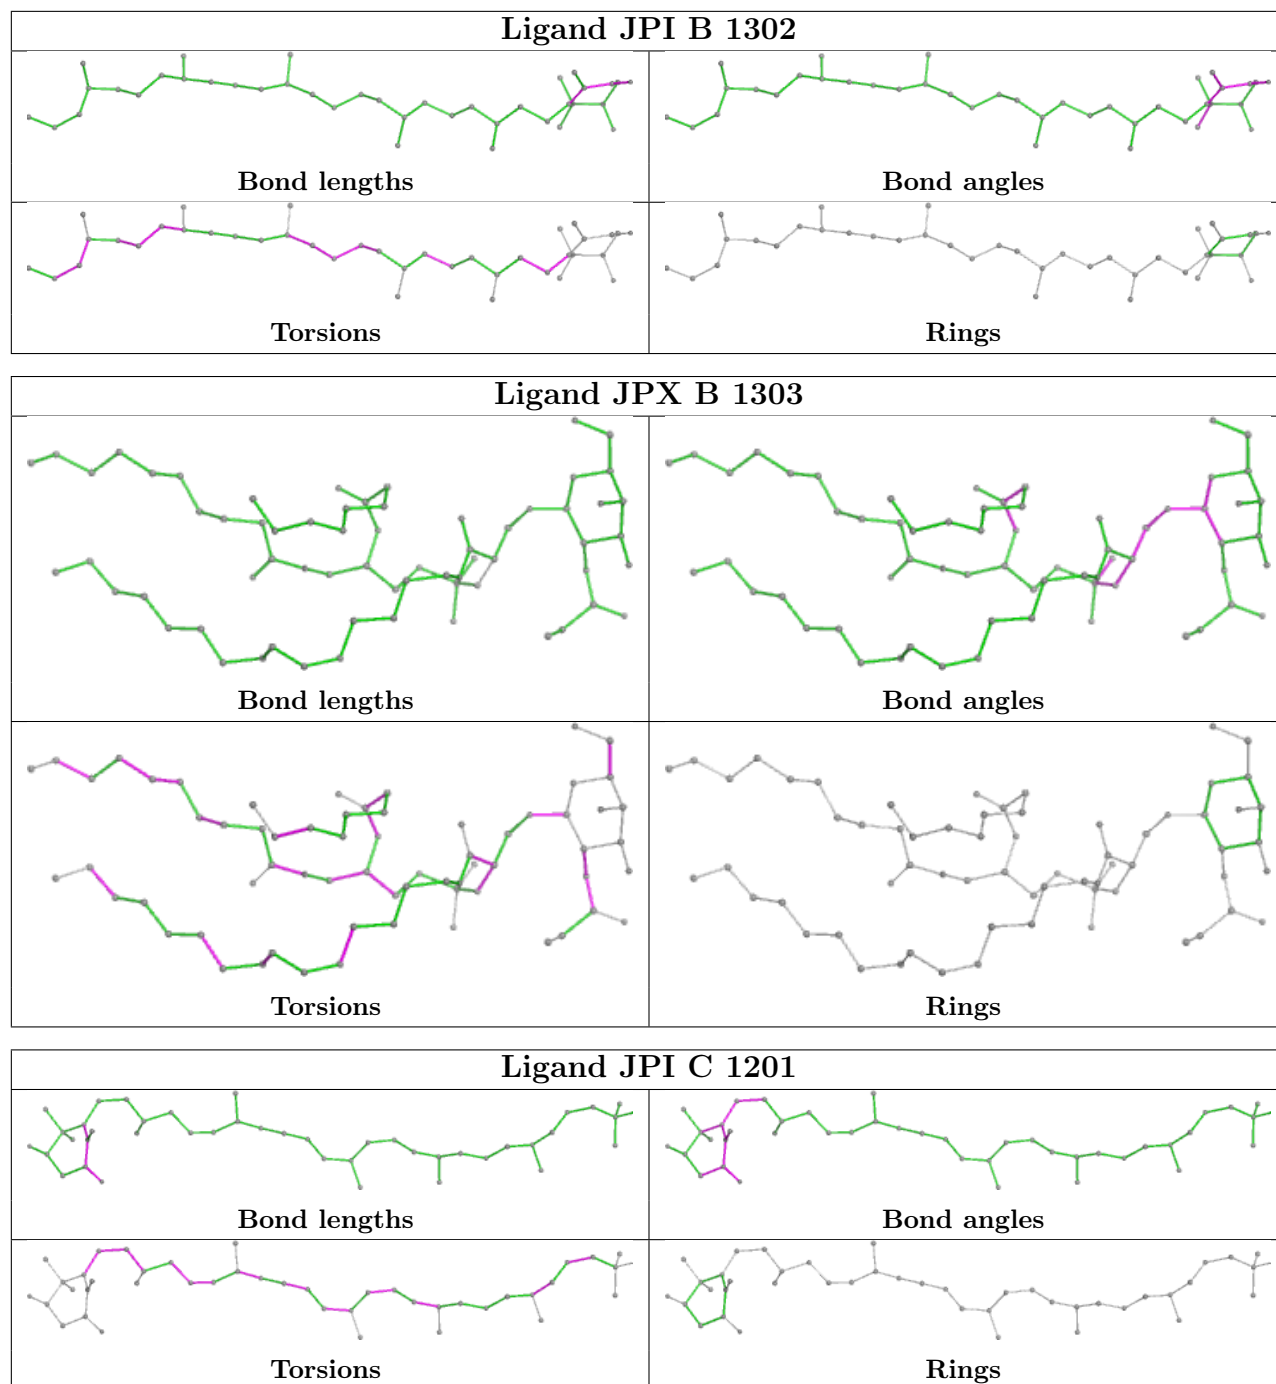 Ligand JPI B 1302
Bond lengths
Bond angles
Torsions
Rings
Ligand JPX B 1303
Bond lengths
Bond angles
Torsions
Rings
Ligand JPI C 1201
Bond lengths
Bond angles
Torsions
Rings